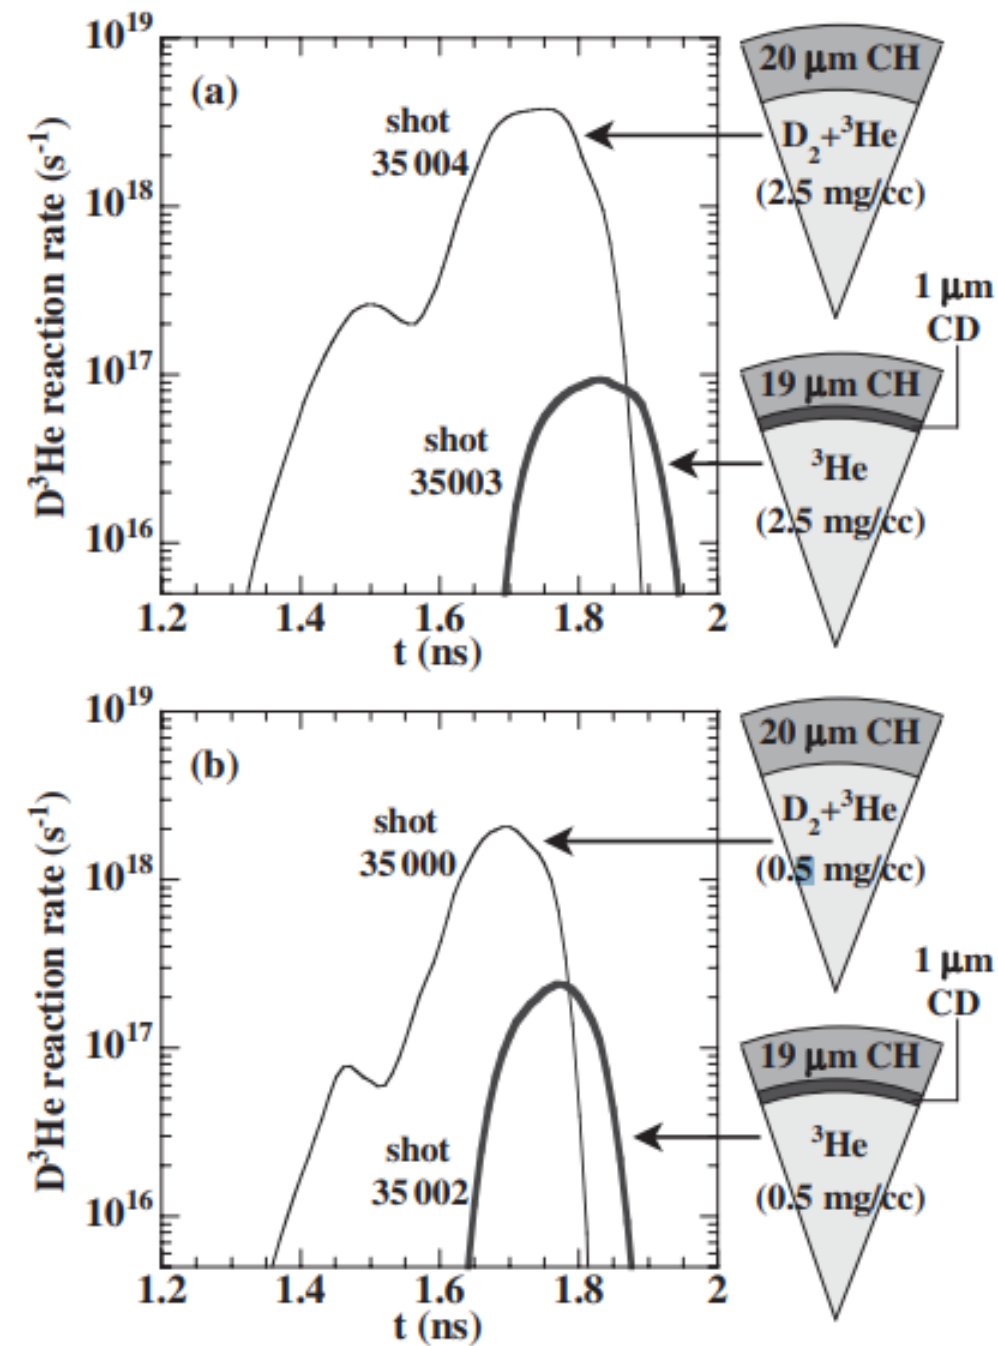 10^19
(a)
shot
35 004
D^3He reaction rate (s^-1)
10^18
10^17
shot
35003
10^16
1.2 1.4 1.6 1.8 2
t (ns)
20 μm CH
D_2+^3He
(2.5 mg/cc)
1 μm
CD
19 μm CH
^3He
(2.5 mg/cc)
10^19
(b)
shot
35 000
D^3He reaction rate (s^-1)
10^18
10^17
shot
35 002
10^16
1.2 1.4 1.6 1.8 2
t (ns)
20 μm CH
D_2+^3He
(0.5 mg/cc)
1 μm
CD
19 μm CH
^3He
(0.5 mg/cc)